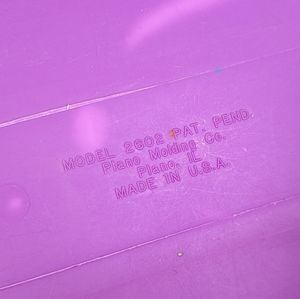 MODEL 2602 PAT. PEND.
Plano Molding Co.
Plano, IL
MADE IN U.S.A.